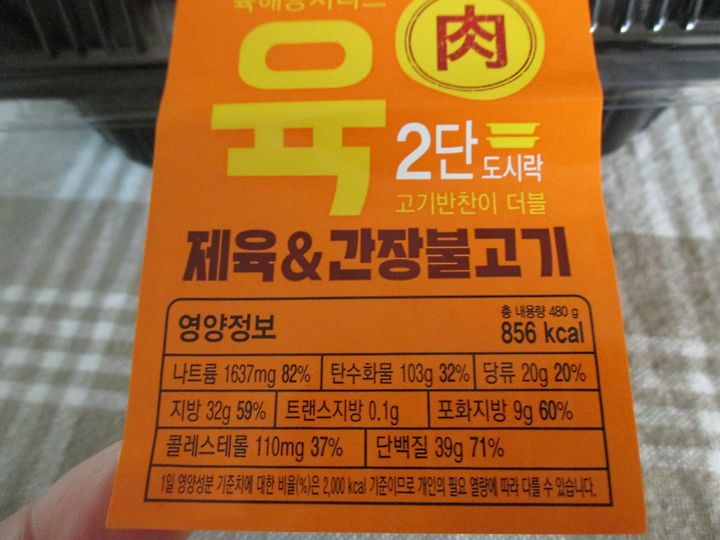 육해공시리즈
肉
육
2단
도시락
고기반찬이 더블
제육&간장불고기
영양정보
총 내용량 480 g
856 kcal
나트륨 1637mg 82% 탄수화물 103g 32% 당류 20g 20%
지방 32g 59% 트랜스지방 0.1g 포화지방 9g 60%
콜레스테롤 110mg 37% 단백질 39g 71%
1일 영양성분 기준치에 대한 비율(%)은 2,000 kcal 기준이므로 개인의 필요 열량에 따라 다를 수 있습니다.